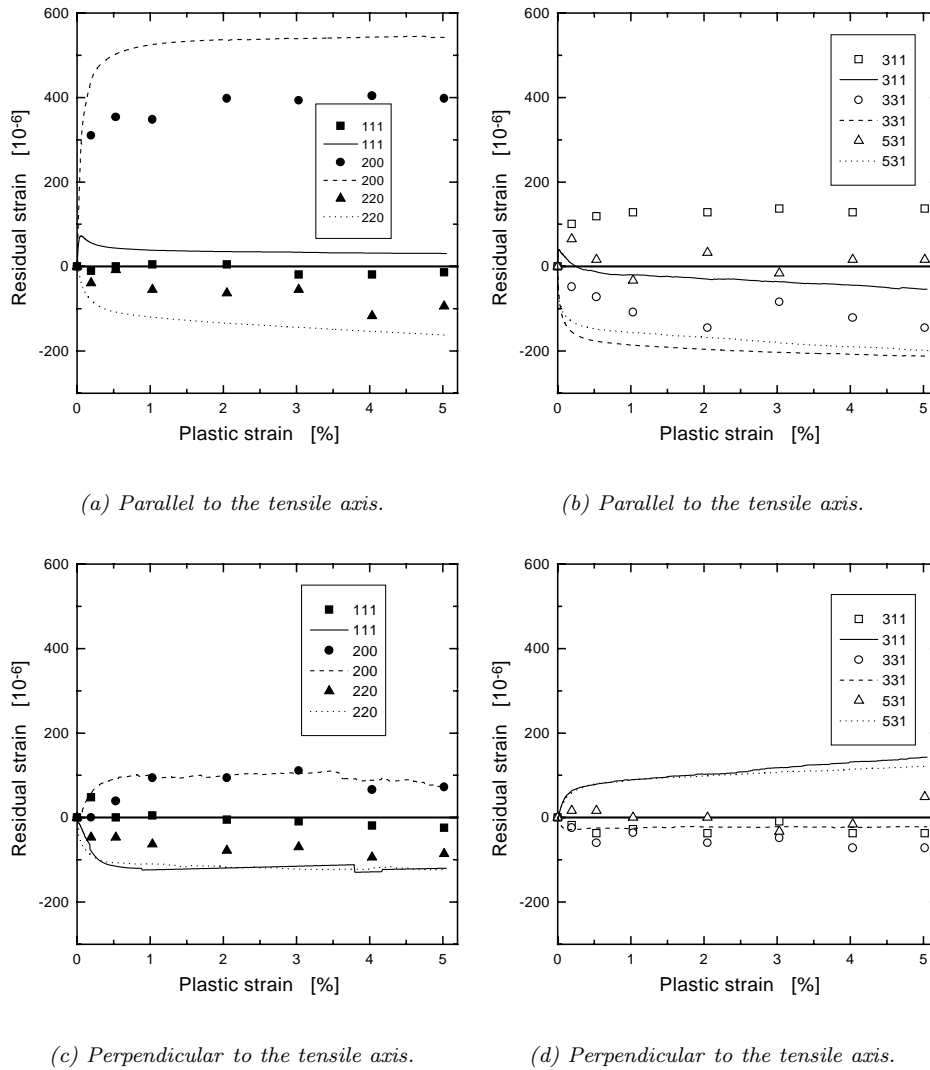 600
400
200
0
-200
Residual strain [10-6]
0 1 2 3 4 5
Plastic strain [%]
111
111
200
200
220
220
(a) Parallel to the tensile axis.
600
400
200
0
-200
Residual strain [10-6]
0 1 2 3 4 5
Plastic strain [%]
311
311
331
331
531
531
(b) Parallel to the tensile axis.
600
400
200
0
-200
Residual strain [10-6]
0 1 2 3 4 5
Plastic strain [%]
111
111
200
200
220
220
(c) Perpendicular to the tensile axis.
600
400
200
0
-200
Residual strain [10-6]
0 1 2 3 4 5
Plastic strain [%]
311
311
331
331
531
531
(d) Perpendicular to the tensile axis.